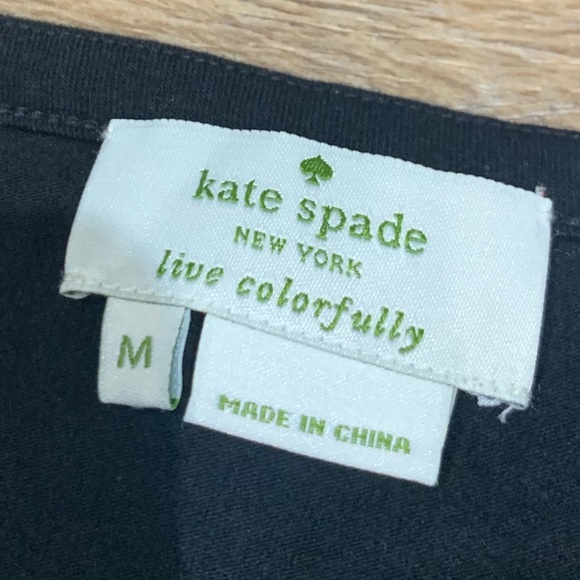 kate spade
NEW YORK
live colorfully
M
MADE IN CHINA